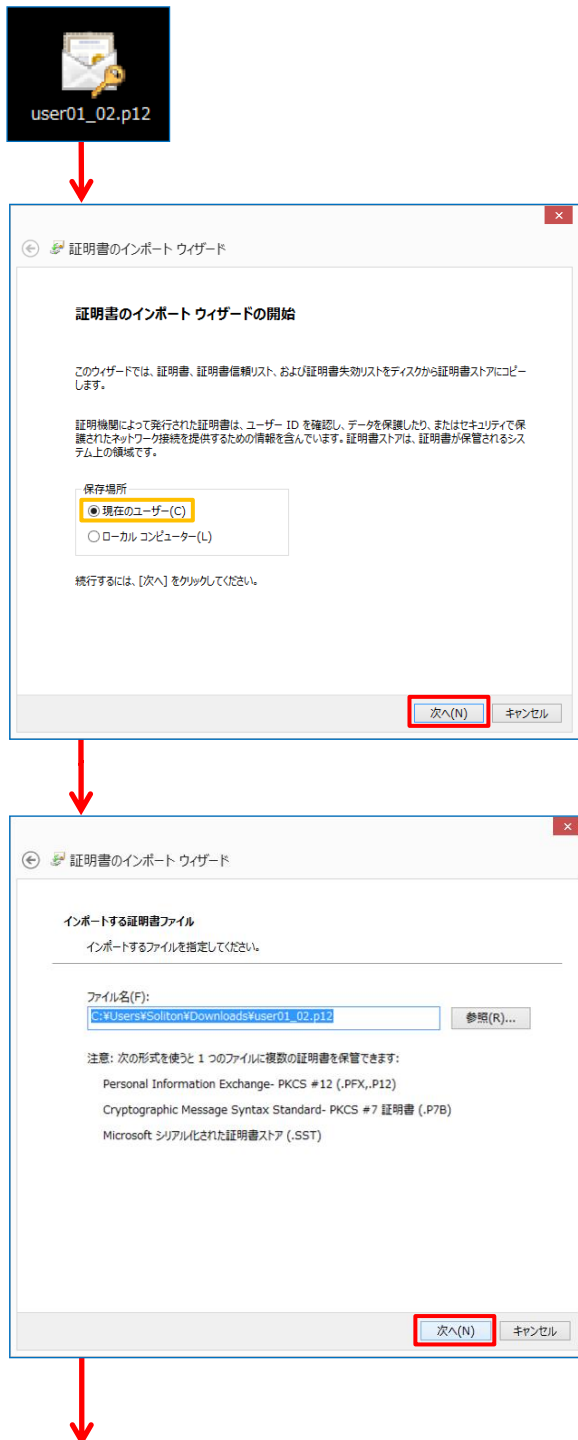 user01_02.p12
証明書のインポート ウィザード
証明書のインポート ウィザードの開始
このウィザードでは、証明書、証明書信頼リスト、および証明書失効リストをディスクから証明書ストアにコピー
します。
証明機関によって発行された証明書は、ユーザー ID を確認し、データを保護したり、またはセキュリティで保
護されたネットワーク接続を提供するための情報を含んでいます。証明書ストアは、証明書が保管されるシス
テム上の領域です。
保存場所
現在のユーザー(C)
ローカル コンピューター(L)
続行するには、[次へ] をクリックしてください。
次へ(N) キャンセル
証明書のインポート ウィザード
インポートする証明書ファイル
インポートするファイルを指定してください。
ファイル名(F):
C:¥Users¥Soliton¥Downloads¥user01_02.p12 参照(R)...
注意: 次の形式を使うと 1 つのファイルに複数の証明書を保管できます:
Personal Information Exchange- PKCS #12 (.PFX,.P12)
Cryptographic Message Syntax Standard- PKCS #7 証明書 (.P7B)
Microsoft シリアル化された証明書ストア (.SST)
次へ(N) キャンセル